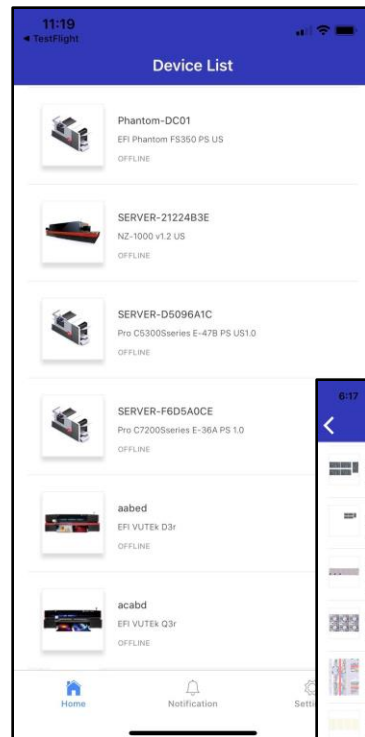 11:19
◀ TestFlight
Device List
Phantom-DC01
EFI Phantom FS350 PS US
OFFLINE
SERVER-21224B3E
NZ-1000 v1.2 US
OFFLINE
SERVER-D5096A1C
Pro C5300Sseries E-47B PS US1.0
OFFLINE
SERVER-F6D5A0CE
Pro C7200Sseries E-36A PS 1.0
OFFLINE
aabed
EFI VUTEk D3r
OFFLINE
acabd
EFI VUTEk Q3r
OFFLINE
Home
Notification
Setti
6:17